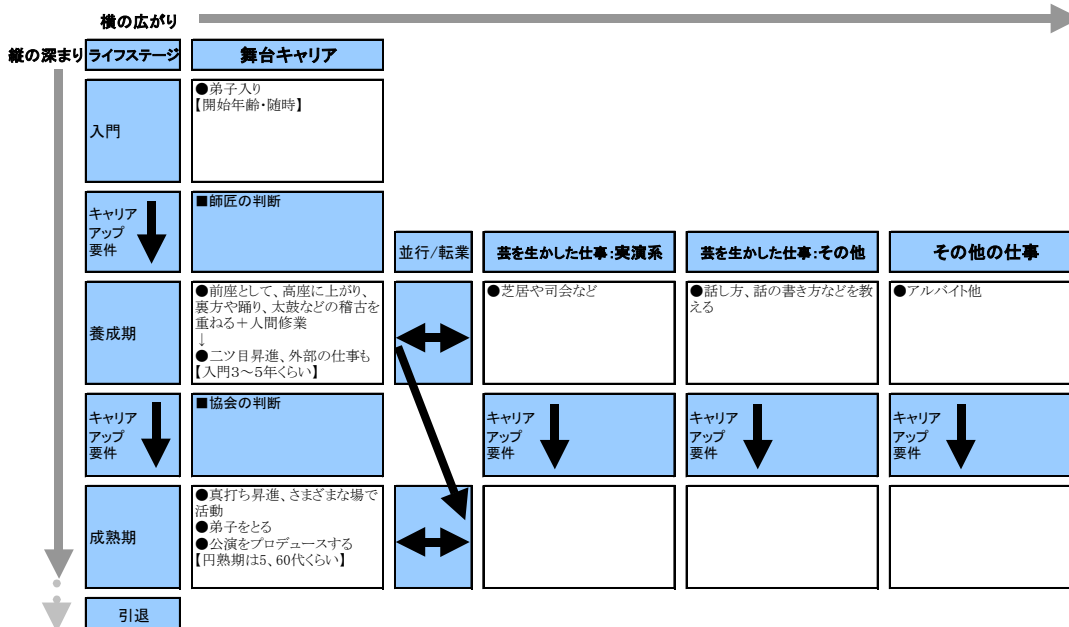 横の広がり
縦の深まり
ライフステージ
舞台キャリア
入門
●弟子入り
【開始年齢・随時】
キャリア
アップ
要件
■師匠の判断
並行/転業
芸を生かした仕事:実演系
芸を生かした仕事:その他
その他の仕事
養成期
●前座として、高座に上がり、
裏方や踊り、太鼓などの稽古を
重ねる＋人間修業
↓
●二ツ目昇進、外部の仕事も
【入門3～5年くらい】
●芝居や司会など
●話し方、話の書き方などを教
える
●アルバイト他
キャリア
アップ
要件
■協会の判断
キャリア
アップ
要件
キャリア
アップ
要件
キャリア
アップ
要件
成熟期
●真打ち昇進、さまざまな場で
活動
●弟子をとる
●公演をプロデュースする
【円熟期は5、60代くらい】
引退